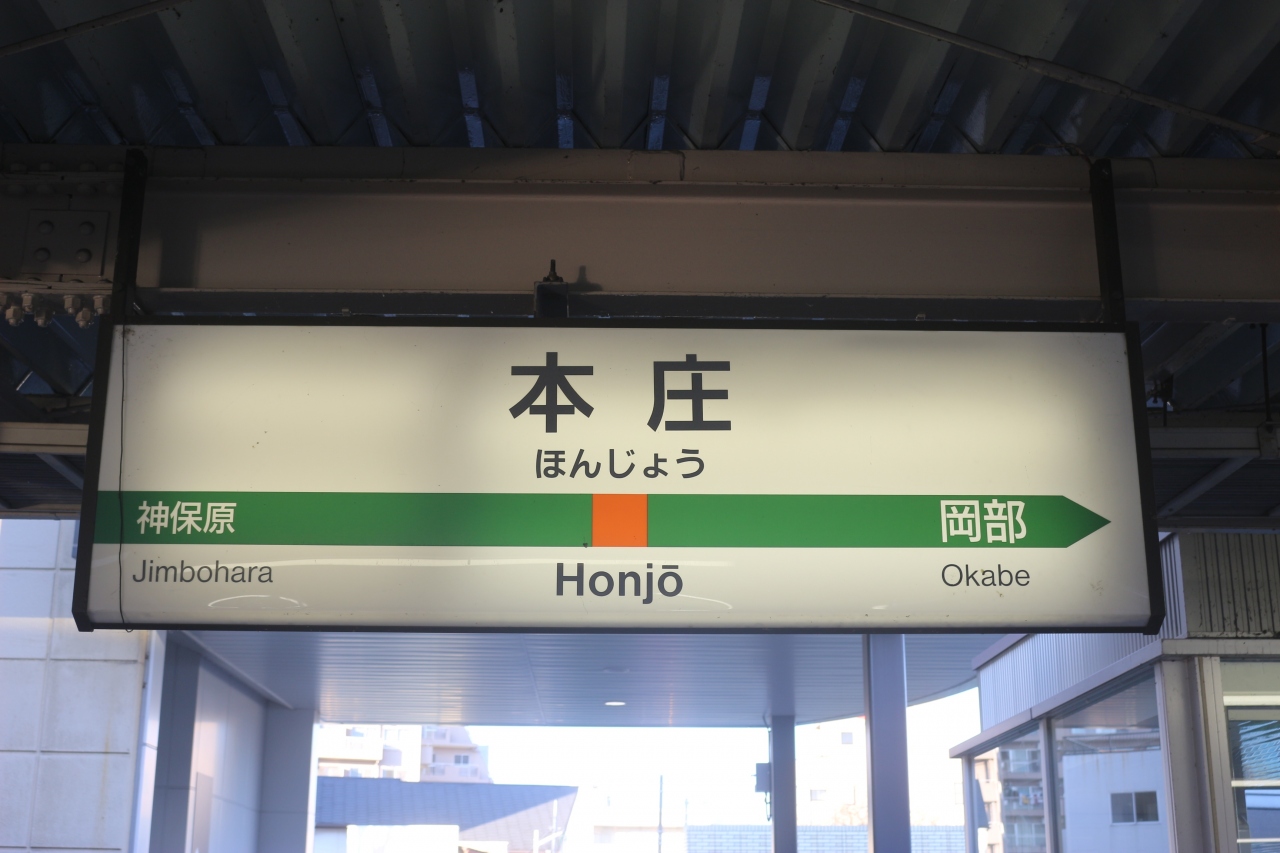 本庄
ほんじょう
神保原
岡部
Jimbohara
Honjō
Okabe